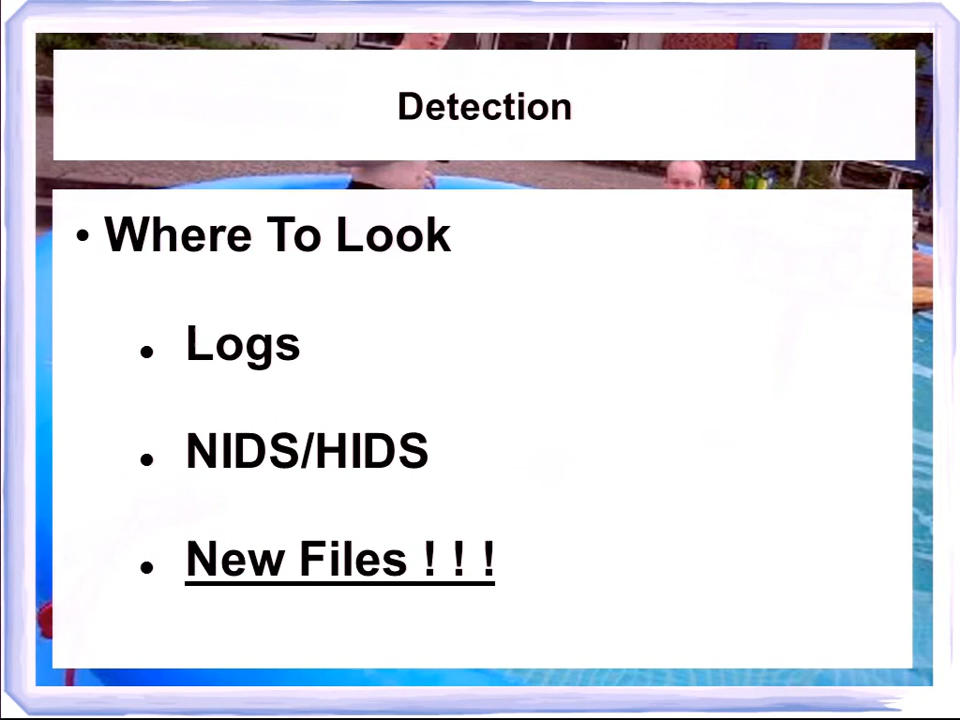 Detection
• Where To Look
• Logs
• NIDS/HIDS
• New Files ! ! !